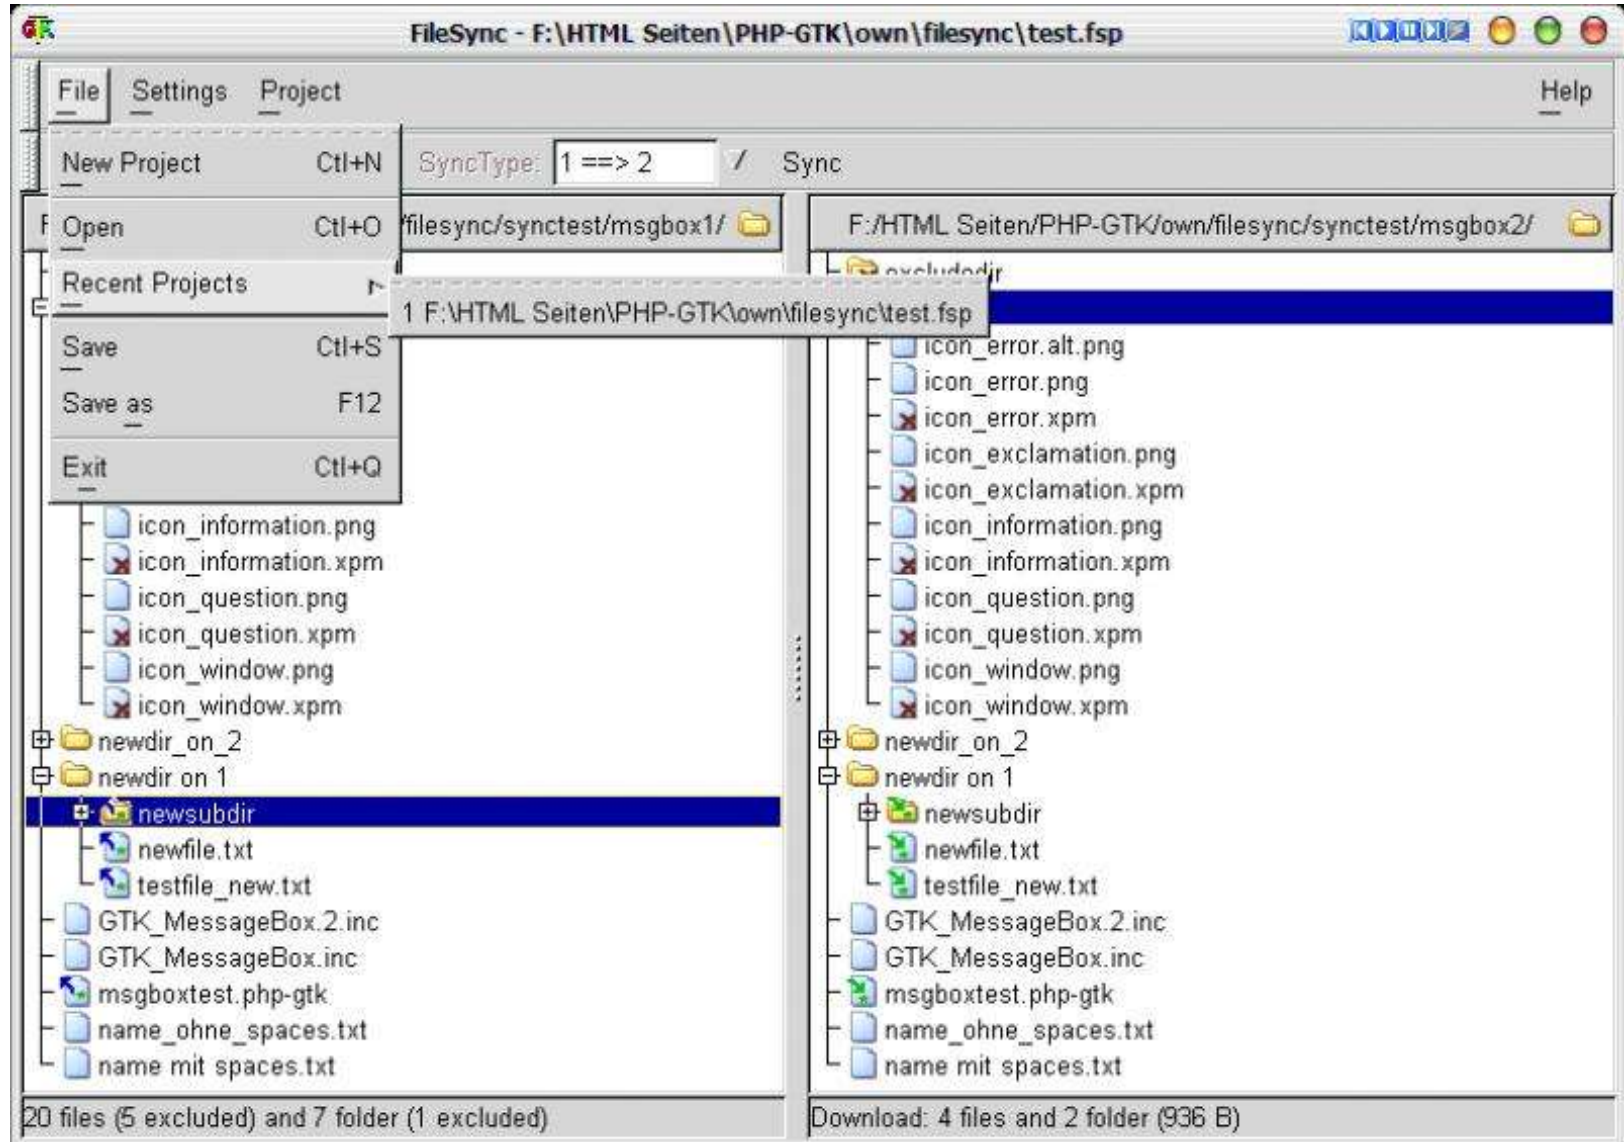 FileSync - F:\HTML Seiten\PHP-GTK\own\filesync\test.fsp
File Settings Project Help
New Project Ctl+N
SyncType: 1 ==> 2 Sync
Open Ctl+O
/filesync/synctest/msgbox1/
F:/HTML Seiten/PHP-GTK/own/filesync/synctest/msgbox2/
Recent Projects
1 F:\HTML Seiten\PHP-GTK\own\filesync\test.fsp
Save Ctl+S
Save as F12
Exit Ctl+Q
icon_information.png
icon_information.xpm
icon_question.png
icon_question.xpm
icon_window.png
icon_window.xpm
newdir_on_2
newdir on 1
newsubdir
newfile.txt
testfile_new.txt
GTK_MessageBox.2.inc
GTK_MessageBox.inc
msgboxtest.php-gtk
name_ohne_spaces.txt
name mit spaces.txt
20 files (5 excluded) and 7 folder (1 excluded)
excludedir
icon_error.alt.png
icon_error.png
icon_error.xpm
icon_exclamation.png
icon_exclamation.xpm
icon_information.png
icon_information.xpm
icon_question.png
icon_question.xpm
icon_window.png
icon_window.xpm
newdir_on_2
newdir on 1
newsubdir
newfile.txt
testfile_new.txt
GTK_MessageBox.2.inc
GTK_MessageBox.inc
msgboxtest.php-gtk
name_ohne_spaces.txt
name mit spaces.txt
Download: 4 files and 2 folder (936 B)